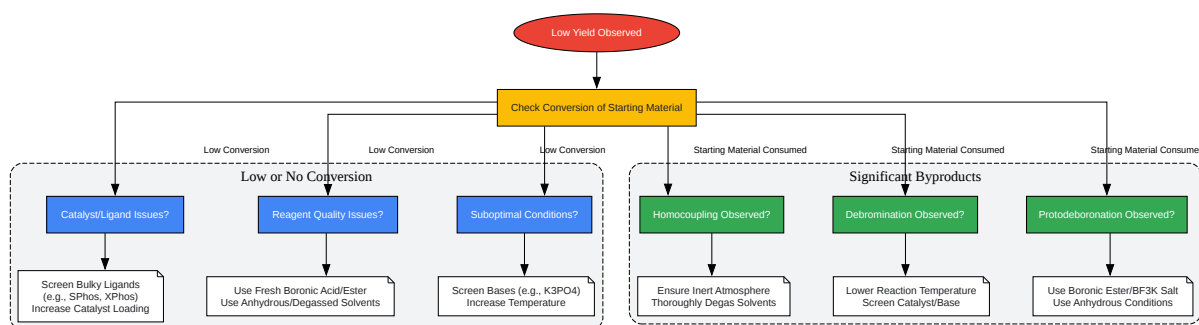 Low Yield Observed
Check Conversion of Starting Material
Low Conversion
Low Conversion
Low Conversion
Starting Material Consumed
Starting Material Consumed
Starting Material Consume
Low or No Conversion
Significant Byproducts
Catalyst/Ligand Issues?
Reagent Quality Issues?
Suboptimal Conditions?
Homocoupling Observed?
Debromination Observed?
Protodeboronation Observed?
Screen Bulky Ligands
(e.g., SPhos, XPhos)
Increase Catalyst Loading
Use Fresh Boronic Acid/Ester
Use Anhydrous/Degassed Solvents
Screen Bases (e.g., K3PO4)
Increase Temperature
Ensure Inert Atmosphere
Thoroughly Degas Solvents
Lower Reaction Temperature
Screen Catalyst/Base
Use Boronic Ester/BF3K Salt
Use Anhydrous Conditions